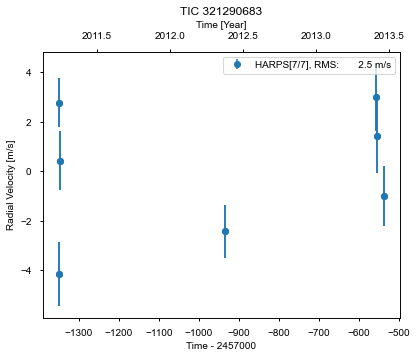 TIC 321290683
Time [Year]
2011.5 2012.0 2012.5 2013.0 2013.5
HARPS[7/7], RMS: 2.5 m/s
Radial Velocity [m/s]
4
2
0
−2
−4
−1300 −1200 −1100 −1000 −900 −800 −700 −600 −500
Time - 2457000